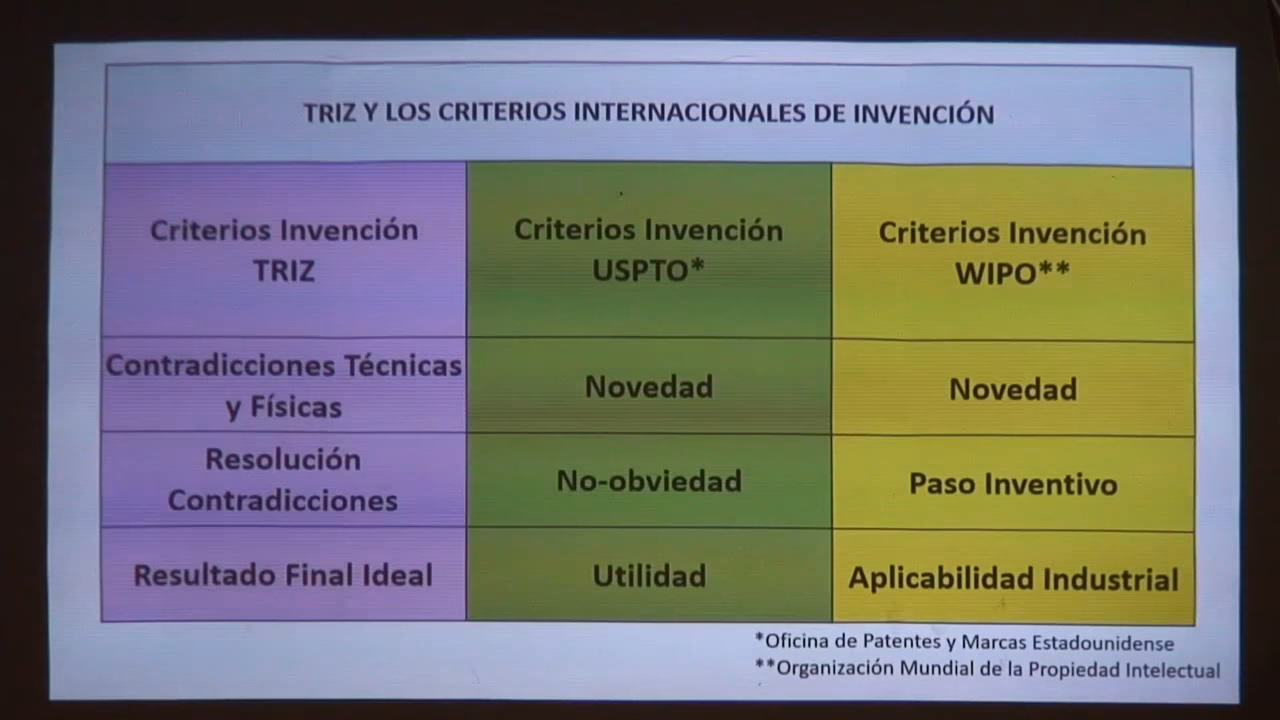 TRIZ Y LOS CRITERIOS INTERNACIONALES DE INVENCIÓN
Criterios Invención
TRIZ
Criterios Invención
USPTO*
Criterios Invención
WIPO**
Contradicciones Técnicas
y Físicas
Novedad
Novedad
Resolución
Contradicciones
No-obviedad
Paso Inventivo
Resultado Final Ideal
Utilidad
Aplicabilidad Industrial
*Oficina de Patentes y Marcas Estadounidense
**Organización Mundial de la Propiedad Intelectual